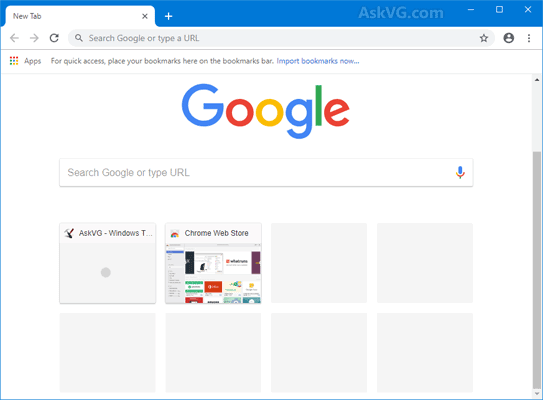 AskVG.com
New Tab
Search Google or type a URL
Apps
For quick access, place your bookmarks here on the bookmarks bar. Import bookmarks now...
Google
Search Google or type URL
AskVG - Windows T...
Chrome Web Store